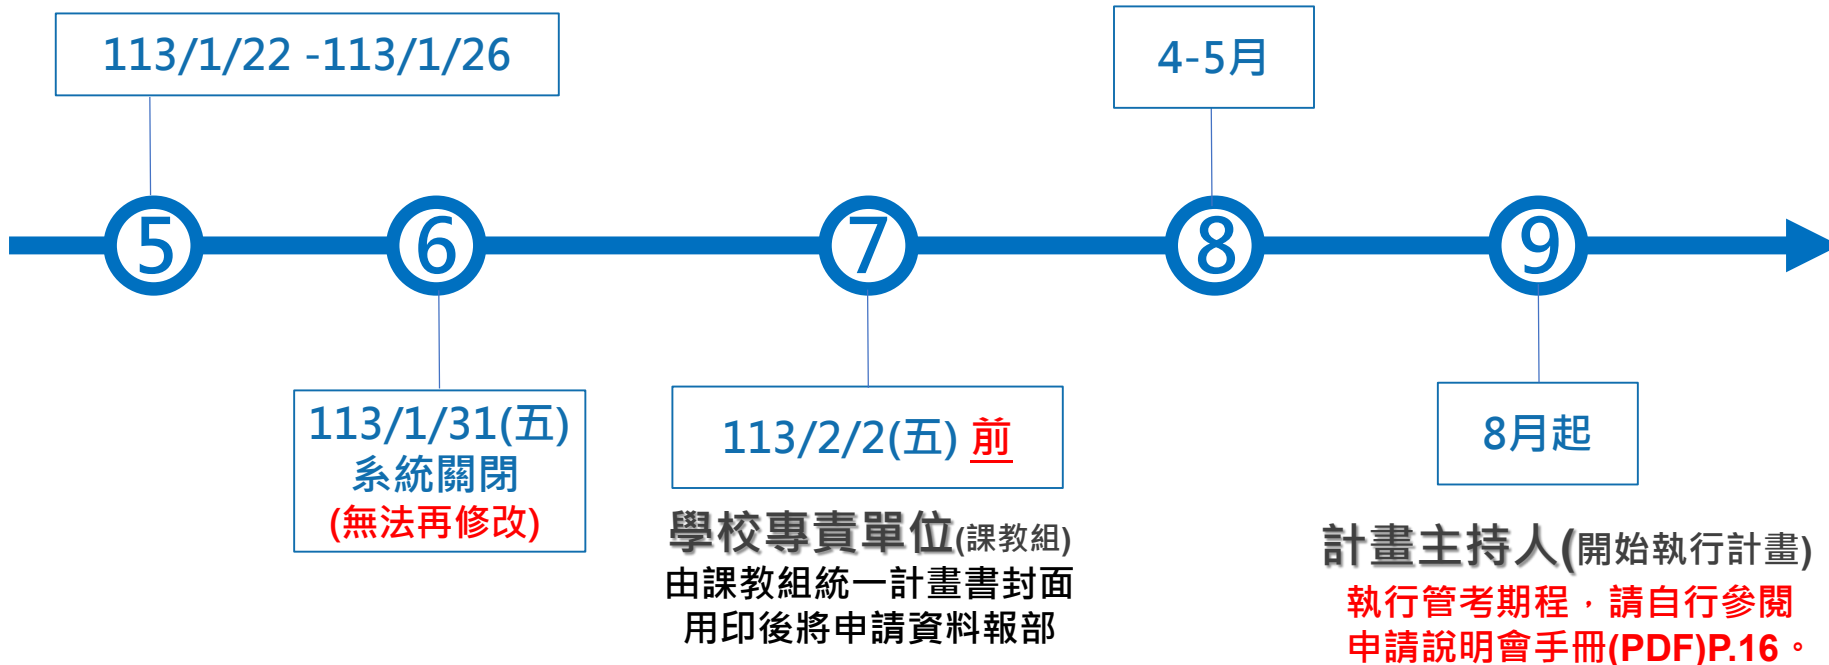 113/1/22 -113/1/26
4-5月
5
6
7
8
9
113/1/31(五)
系統關閉
(無法再修改)
113/2/2(五) 前
8月起
學校專責單位(課教組)
由課教組統一計畫書封面
用印後將申請資料報部
計畫主持人(開始執行計畫)
執行管考期程，請自行參閱
申請說明會手冊(PDF)P.16。